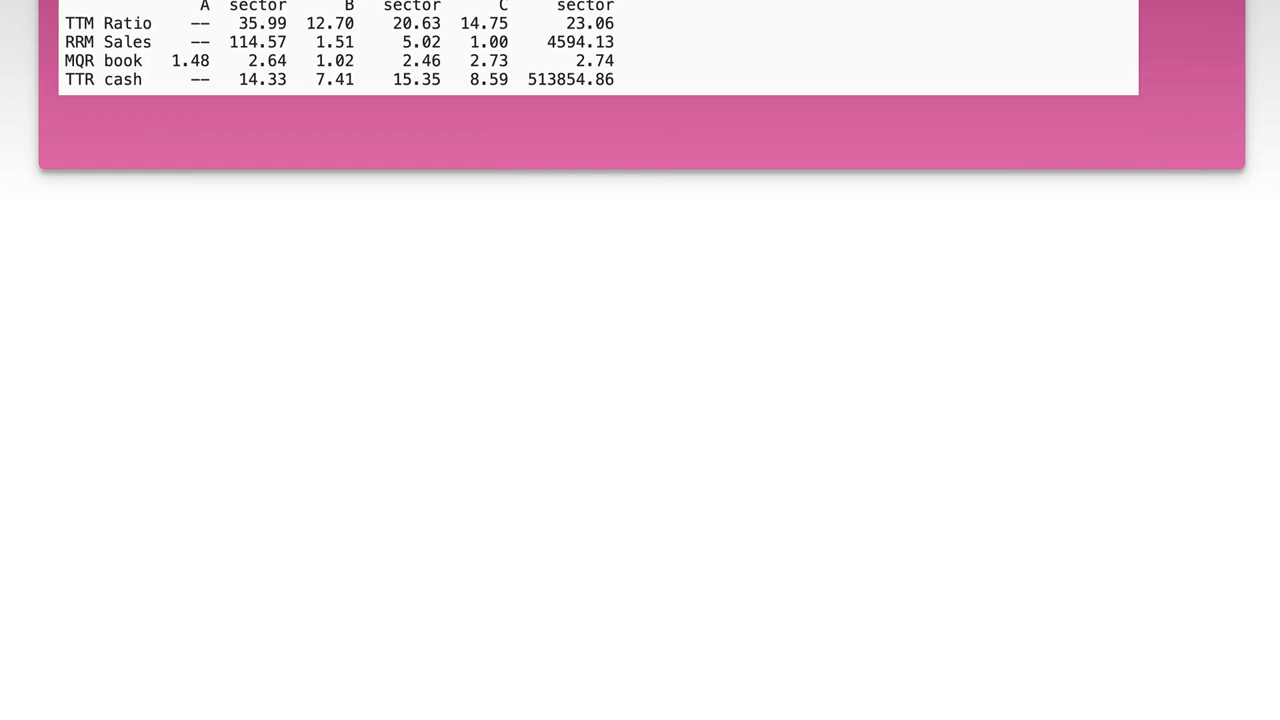 A sector B sector C sector
TTM Ratio -- 35.99 12.70 20.63 14.75 23.06
RRM Sales -- 114.57 1.51 5.02 1.00 4594.13
MQR book 1.48 2.64 1.02 2.46 2.73 2.74
TTR cash -- 14.33 7.41 15.35 8.59 513854.86